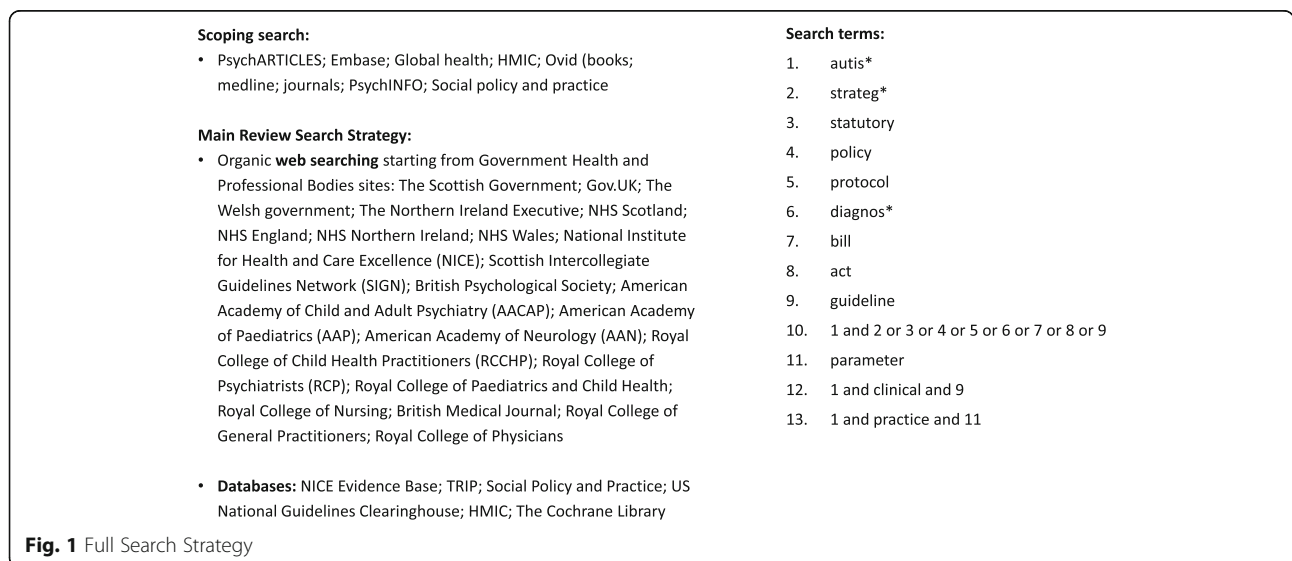 Scoping search:
• PsychARTICLES; Embase; Global health; HMIC; Ovid (books;
medline; journals; PsychINFO; Social policy and practice
Main Review Search Strategy:
• Organic web searching starting from Government Health and
Professional Bodies sites: The Scottish Government; Gov.UK; The
Welsh government; The Northern Ireland Executive; NHS Scotland;
NHS England; NHS Northern Ireland; NHS Wales; National Institute
for Health and Care Excellence (NICE); Scottish Intercollegiate
Guidelines Network (SIGN); British Psychological Society; American
Academy of Child and Adult Psychiatry (AACAP); American Academy
of Paediatrics (AAP); American Academy of Neurology (AAN); Royal
College of Child Health Practitioners (RCCHP); Royal College of
Psychiatrists (RCP); Royal College of Paediatrics and Child Health;
Royal College of Nursing; British Medical Journal; Royal College of
General Practitioners; Royal College of Physicians
• Databases: NICE Evidence Base; TRIP; Social Policy and Practice; US
National Guidelines Clearinghouse; HMIC; The Cochrane Library
Search terms:
1. autis*
2. strateg*
3. statutory
4. policy
5. protocol
6. diagnos*
7. bill
8. act
9. guideline
10. 1 and 2 or 3 or 4 or 5 or 6 or 7 or 8 or 9
11. parameter
12. 1 and clinical and 9
13. 1 and practice and 11
Fig. 1 Full Search Strategy